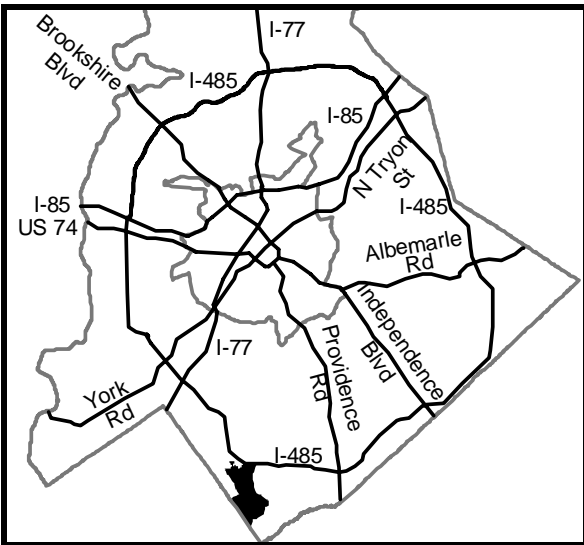 I-77
Brookshire
Blvd
I-485
I-85
N Tryon
St
I-85
US 74
I-485
Albemarle
Rd
Independence
Blvd
Providence
Rd
I-77
York
Rd
I-485